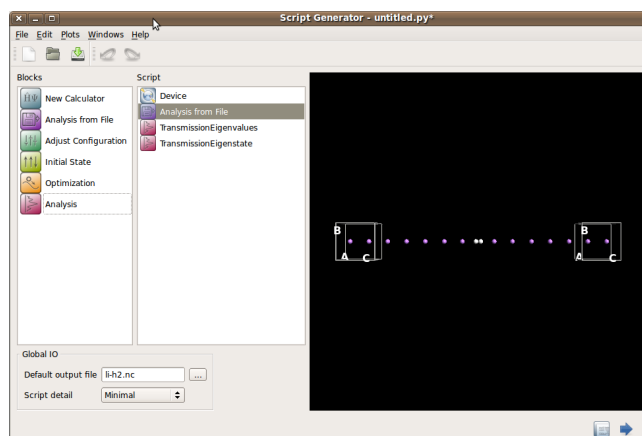 Script Generator - untitled.py*
File Edit Plots Windows Help
Blocks
New Calculator
Analysis from File
Adjust Configuration
Initial State
Optimization
Analysis
Script
Device
Analysis from File
TransmissionEigenvalues
TransmissionEigenstate
B
A C
B
A C
Global IO
Default output file li-h2.nc ...
Script detail Minimal